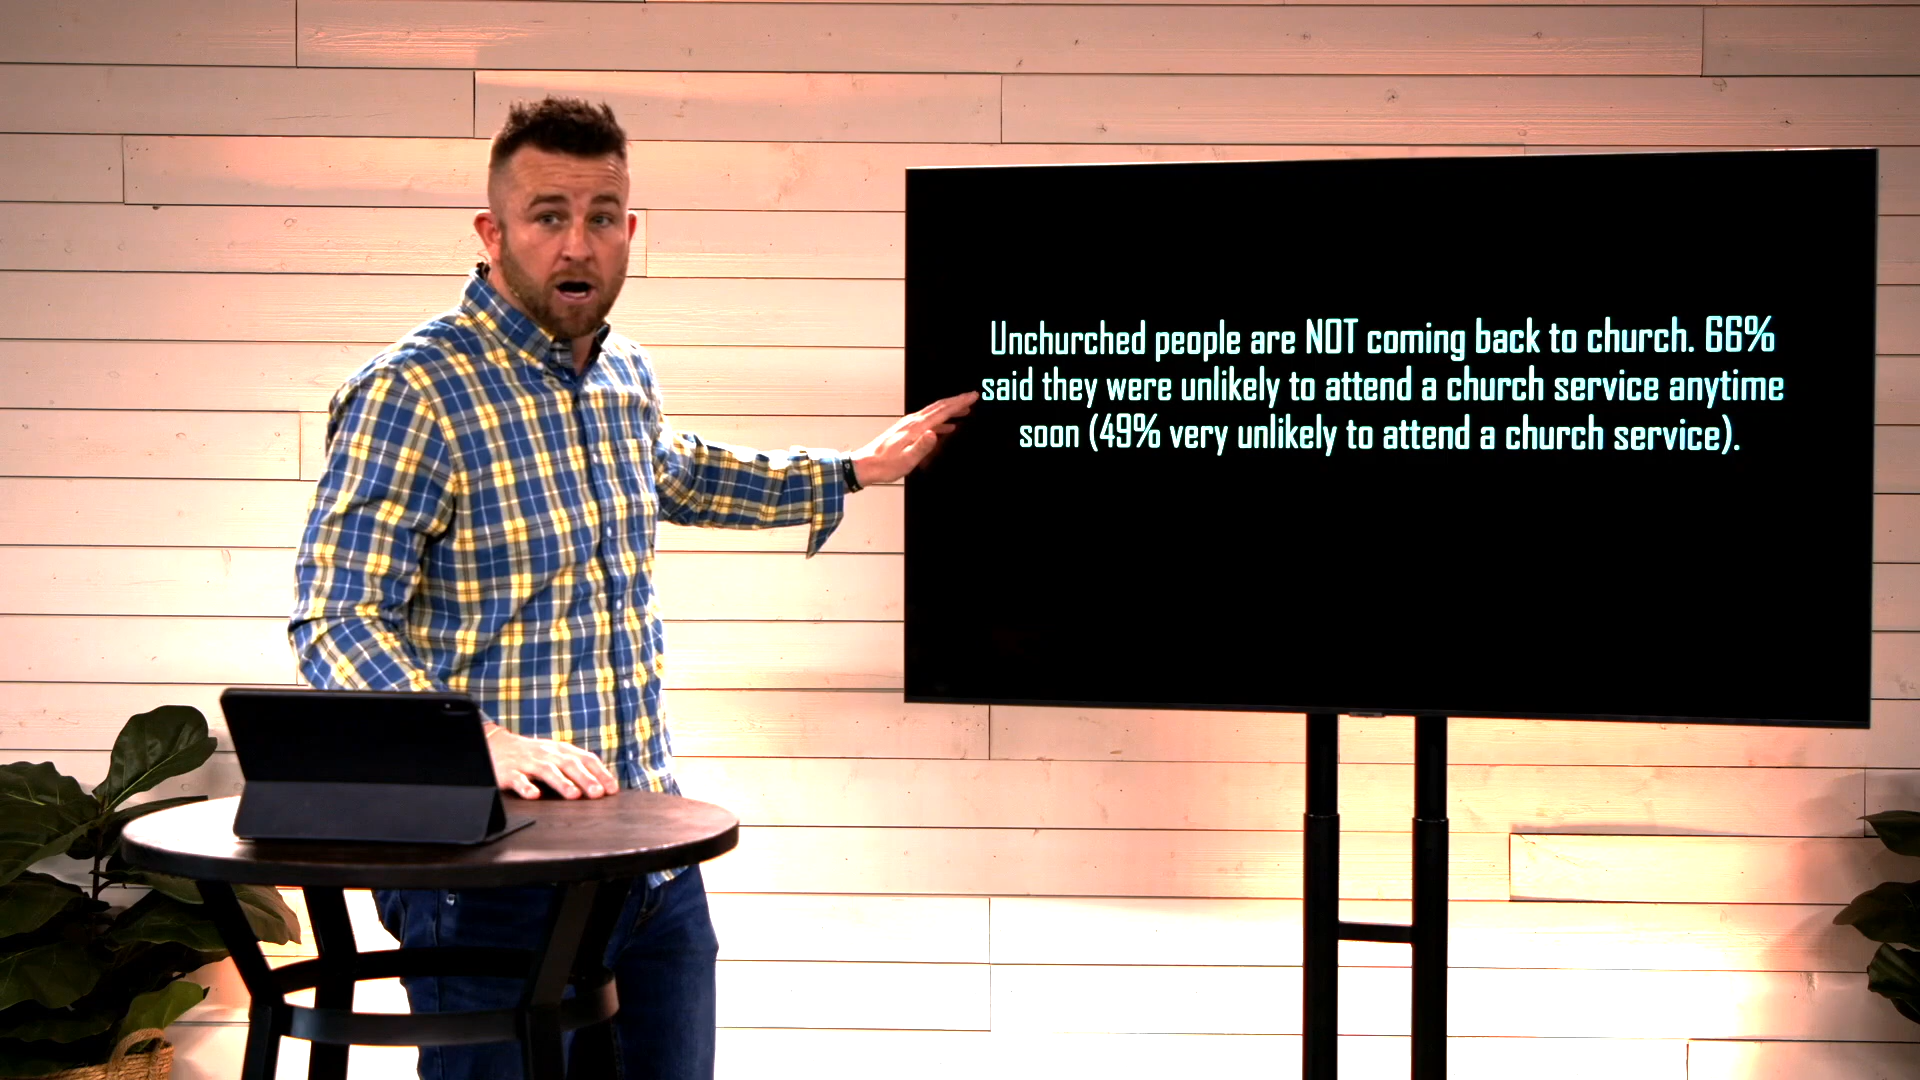 Unchurched people are NOT coming back to church. 66%
said they were unlikely to attend a church service anytime
soon (49% very unlikely to attend a church service).